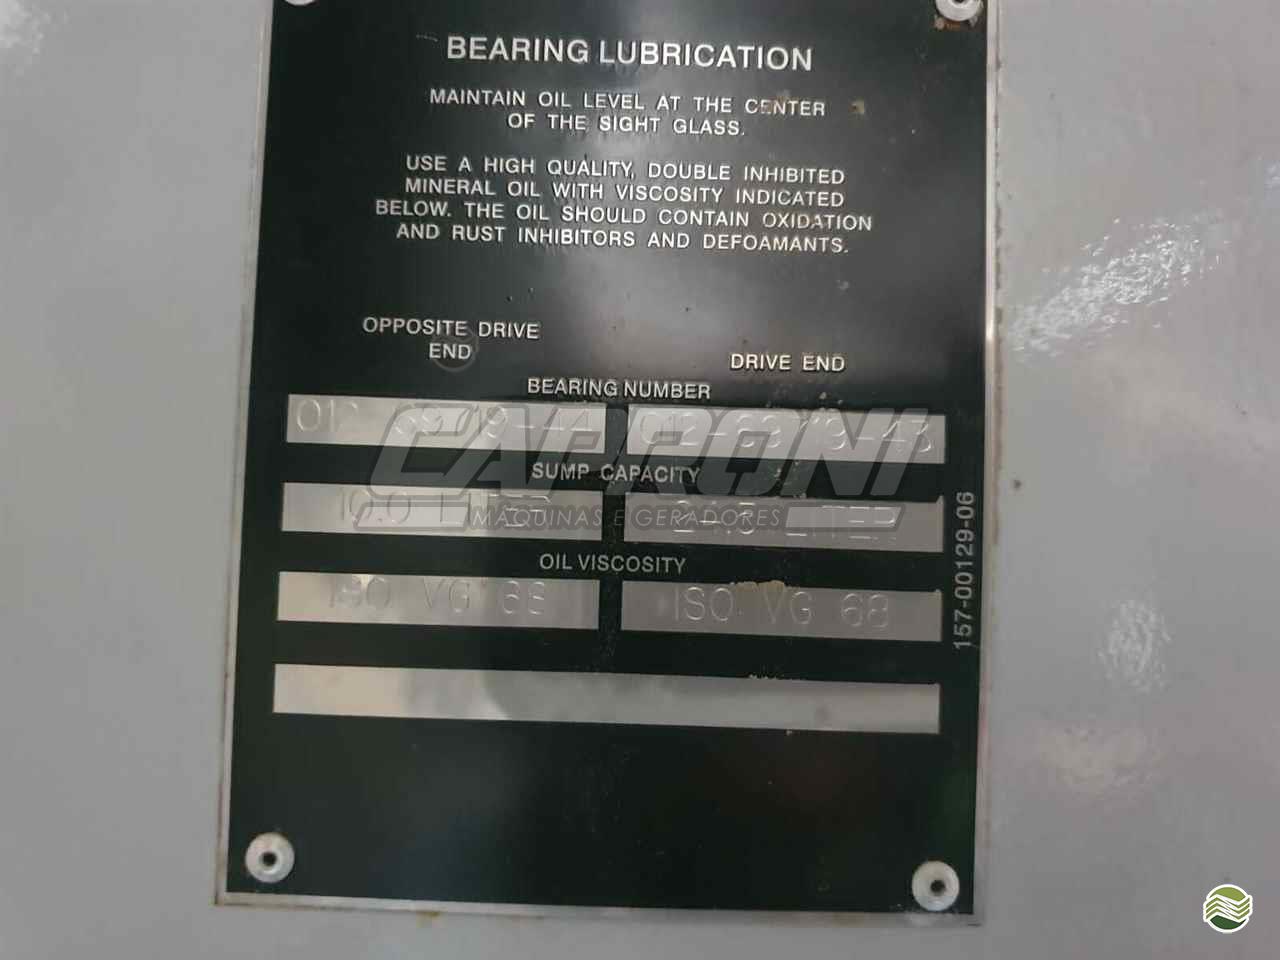 BEARING LUBRICATION
MAINTAIN OIL LEVEL AT THE CENTER
OF THE SIGHT GLASS.
USE A HIGH QUALITY, DOUBLE INHIBITED
MINERAL OIL WITH VISCOSITY INDICATED
BELOW. THE OIL SHOULD CONTAIN OXIDATION
AND RUST INHIBITORS AND DEFOAMANTS.
OPPOSITE DRIVE
END
DRIVE END
BEARING NUMBER
CAPRONI
SUMP CAPACITY
LITER
LITER
MÁQUINAS E GERADORES
OIL VISCOSITY
ISO VG 68
ISO VG 68
157-00129-06